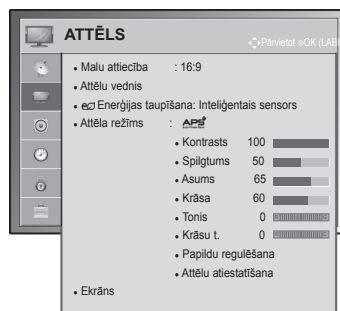 ATTĒLS
Pārvietot OK (LAB
• Malu attiecība : 16:9
• Attēlu vednis
• Enerģijas taupīšana: Inteliģentais sensors
• Attēla režīms : APS
• Kontrasts 100
• Spilgtums 50
• Asums 65
• Krāsa 60
• Tonis 0
• Krāsu t. 0
• Papildu regulēšana
• Attēlu atiestatīšana
• Ekrāns